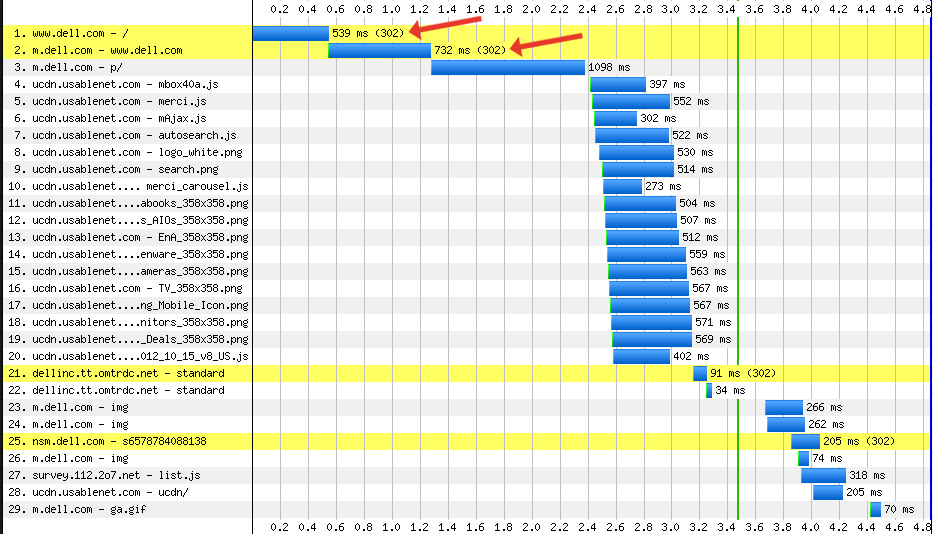 0.2 0.4 0.6 0.8 1.0 1.2 1.4 1.6 1.8 2.0 2.2 2.4 2.6 2.8 3.0 3.2 3.4 3.6 3.8 4.0 4.2 4.4 4.6 4.8
1. www.dell.com - / 539 ms (302)
2. m.dell.com - www.dell.com 732 ms (302)
3. m.dell.com - p/ 1098 ms
4. ucdn.usablenet.com - mbox40a.js 397 ms
5. ucdn.usablenet.com - merci.js 552 ms
6. ucdn.usablenet.com - mAjax.js 302 ms
7. ucdn.usablenet.com - autosearch.js 522 ms
8. ucdn.usablenet.com - logo_white.png 530 ms
9. ucdn.usablenet.com - search.png 514 ms
10. ucdn.usablenet.... merci_carousel.js 273 ms
11. ucdn.usablenet....abooks_358x358.png 504 ms
12. ucdn.usablenet....s_AIOs_358x358.png 507 ms
13. ucdn.usablenet.com - EnA_358x358.png 512 ms
14. ucdn.usablenet....enware_358x358.png 559 ms
15. ucdn.usablenet....ameras_358x358.png 563 ms
16. ucdn.usablenet.com - TV_358x358.png 567 ms
17. ucdn.usablenet....ng_Mobile_Icon.png 567 ms
18. ucdn.usablenet....nitors_358x358.png 571 ms
19. ucdn.usablenet...._Deals_358x358.png 569 ms
20. ucdn.usablenet....012_10_15_v8_US.js 402 ms
21. dellinc.tt.omtrdc.net - standard 91 ms (302)
22. dellinc.tt.omtrdc.net - standard 34 ms
23. m.dell.com - img 266 ms
24. m.dell.com - img 262 ms
25. nsm.dell.com - s6578784088138 205 ms (302)
26. m.dell.com - img 74 ms
27. survey.112.2o7.net - list.js 318 ms
28. ucdn.usablenet.com - ucdn/ 205 ms
29. m.dell.com - ga.gif 70 ms
0.2 0.4 0.6 0.8 1.0 1.2 1.4 1.6 1.8 2.0 2.2 2.4 2.6 2.8 3.0 3.2 3.4 3.6 3.8 4.0 4.2 4.4 4.6 4.8